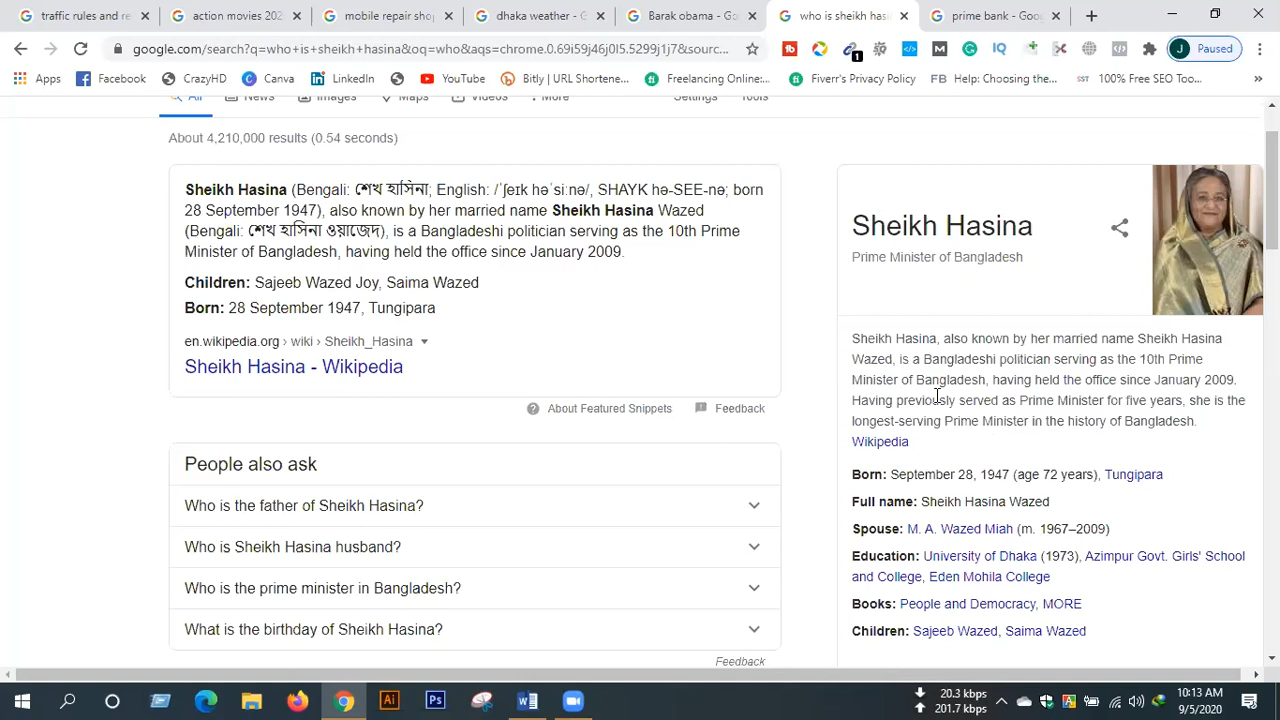 traffic rules and re
action movies 202
mobile repair shop
dhaka weather - G
Barak obama - Goo
who is sheikh hasi
prime bank - Goog
google.com/search?q=who+is+sheikh+hasina&oq=who&aqs=chrome.0.69i59j46j0l5.5299j1j7&sourc...
1
IQ
J Paused
Apps
Facebook
CrazyHD
Canva
LinkedIn
YouTube
Bitly | URL Shortene...
Freelancing Online:...
Fiverr's Privacy Policy
FB Help: Choosing the...
SST 100% Free SEO Too...
»
All
News
Images
Maps
Videos
More
Settings
Tools
About 4,210,000 results (0.54 seconds)
Sheikh Hasina (Bengali: শেখ হাসিনা; English: /ˈʃeɪk həˈsiːnə/, SHAYK hə-SEE-nə; born
28 September 1947), also known by her married name Sheikh Hasina Wazed
(Bengali: শেখ হাসিনা ওয়াজেদ), is a Bangladeshi politician serving as the 10th Prime
Minister of Bangladesh, having held the office since January 2009.
Children: Sajeeb Wazed Joy, Saima Wazed
Born: 28 September 1947, Tungipara
en.wikipedia.org › wiki › Sheikh_Hasina
Sheikh Hasina - Wikipedia
About Featured Snippets
Feedback
People also ask
Who is the father of Sheikh Hasina?
Who is Sheikh Hasina husband?
Who is the prime minister in Bangladesh?
What is the birthday of Sheikh Hasina?
Feedback
Sheikh Hasina
Prime Minister of Bangladesh
Sheikh Hasina, also known by her married name Sheikh Hasina
Wazed, is a Bangladeshi politician serving as the 10th Prime
Minister of Bangladesh, having held the office since January 2009.
Having previously served as Prime Minister for five years, she is the
longest-serving Prime Minister in the history of Bangladesh.
Wikipedia
Born: September 28, 1947 (age 72 years), Tungipara
Full name: Sheikh Hasina Wazed
Spouse: M. A. Wazed Miah (m. 1967–2009)
Education: University of Dhaka (1973), Azimpur Govt. Girls' School
and College, Eden Mohila College
Books: People and Democracy, MORE
Children: Sajeeb Wazed, Saima Wazed
Ai
Ps
20.3 kbps
201.7 kbps
10:13 AM
9/5/2020